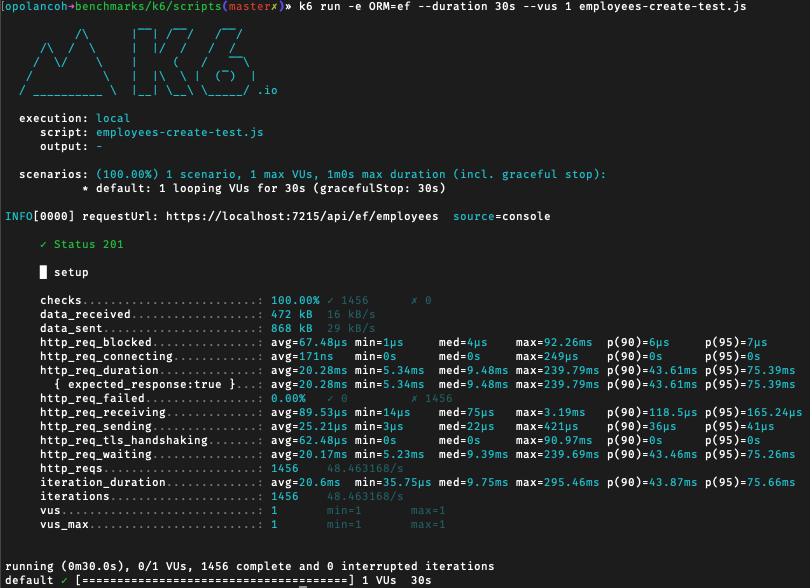 [opolancoh→benchmarks/k6/scripts(master✗)» k6 run -e ORM=ef --duration 30s --vus 1 employees-create-test.js
K6
.io
execution: local
script: employees-create-test.js
output: -
scenarios: (100.00%) 1 scenario, 1 max VUs, 1m0s max duration (incl. graceful stop):
* default: 1 looping VUs for 30s (gracefulStop: 30s)
INFO[0000] requestUrl: https://localhost:7215/api/ef/employees source=console
✓ Status 201
█ setup
checks.........................: 100.00% ✓ 1456 ✗ 0
data_received..................: 472 kB 16 kB/s
data_sent......................: 868 kB 29 kB/s
http_req_blocked...............: avg=67.48µs min=1µs med=4µs max=92.26ms p(90)=6µs p(95)=7µs
http_req_connecting............: avg=171ns min=0s med=0s max=249µs p(90)=0s p(95)=0s
http_req_duration..............: avg=20.28ms min=5.34ms med=9.48ms max=239.79ms p(90)=43.61ms p(95)=75.39ms
{ expected_response:true }...: avg=20.28ms min=5.34ms med=9.48ms max=239.79ms p(90)=43.61ms p(95)=75.39ms
http_req_failed................: 0.00% ✓ 0 ✗ 1456
http_req_receiving.............: avg=89.53µs min=14µs med=75µs max=3.19ms p(90)=118.5µs p(95)=165.24µs
http_req_sending...............: avg=25.21µs min=3µs med=22µs max=421µs p(90)=36µs p(95)=41µs
http_req_tls_handshaking.......: avg=62.48µs min=0s med=0s max=90.97ms p(90)=0s p(95)=0s
http_req_waiting...............: avg=20.17ms min=5.23ms med=9.39ms max=239.69ms p(90)=43.46ms p(95)=75.26ms
http_reqs......................: 1456 48.463168/s
iteration_duration.............: avg=20.6ms min=35.75µs med=9.75ms max=295.46ms p(90)=43.87ms p(95)=75.66ms
iterations.....................: 1456 48.463168/s
vus............................: 1 min=1 max=1
vus_max........................: 1 min=1 max=1
running (0m30.0s), 0/1 VUs, 1456 complete and 0 interrupted iterations
default ✓ [======================================] 1 VUs 30s